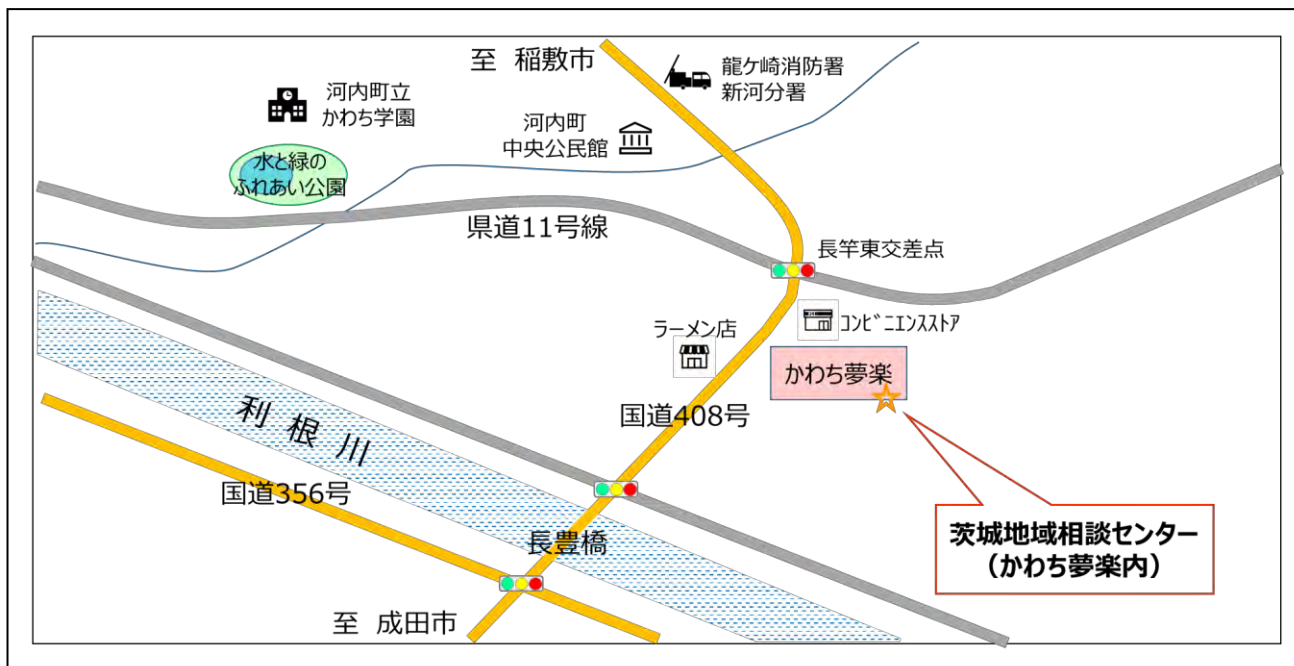 至 稲敷市
龍ケ崎消防署
新河分署
河内町立
かわち学園
河内町
中央公民館
水と緑の
ふれあい公園
県道11号線
長竿東交差点
ｺﾝﾋﾞﾆｴﾝｽｽﾄｱ
ラーメン店
かわち夢楽
利根川
国道408号
国道356号
長豊橋
茨城地域相談センター
（かわち夢楽内）
至 成田市